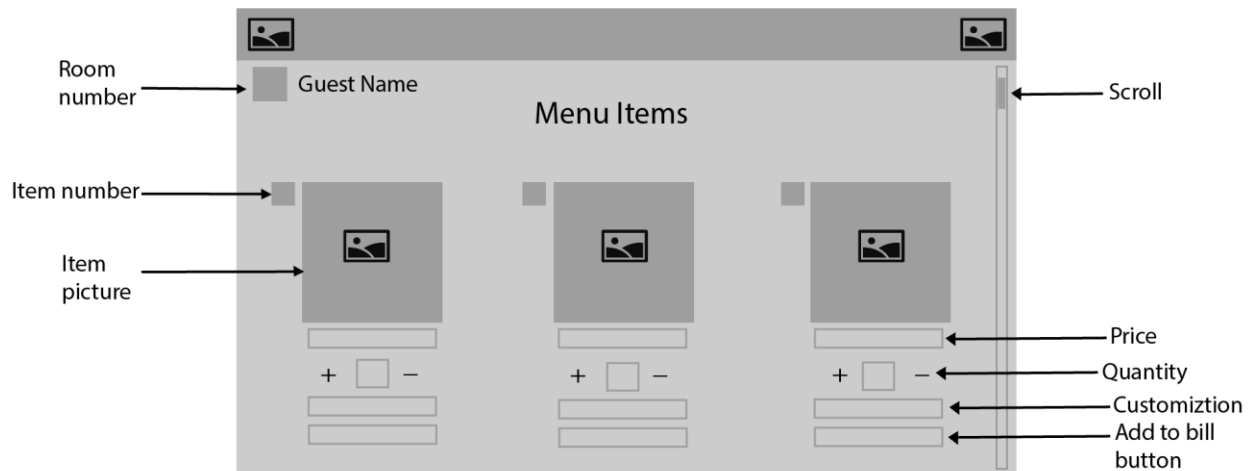 Room
number
Guest Name
Scroll
Menu Items
Item number
Item
picture
Price
+ −
+ −
+ −
Quantity
Customiztion
Add to bill
button